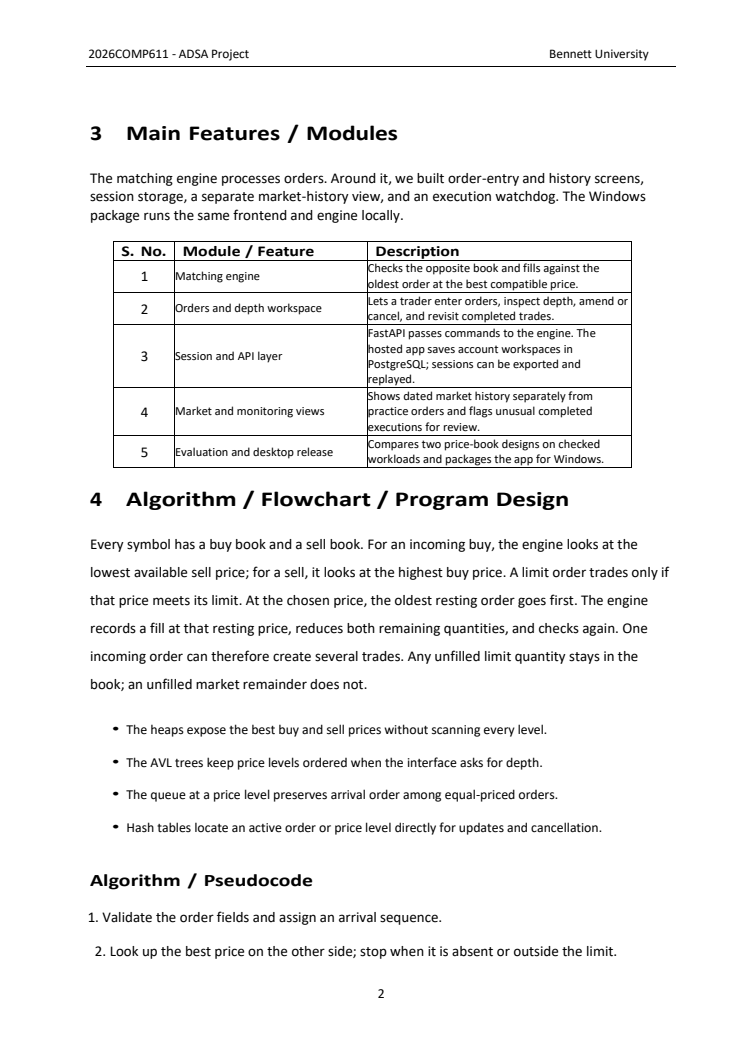 2026COMP611 - ADSA Project Bennett University
3 Main Features / Modules
The matching engine processes orders. Around it, we built order-entry and history screens,
session storage, a separate market-history view, and an execution watchdog. The Windows
package runs the same frontend and engine locally.
S. No. Module / Feature Description
1 Matching engine Checks the opposite book and fills against the
oldest order at the best compatible price.
2 Orders and depth workspace Lets a trader enter orders, inspect depth, amend or
cancel, and revisit completed trades.
3 Session and API layer FastAPI passes commands to the engine. The
hosted app saves account workspaces in
PostgreSQL; sessions can be exported and
replayed.
4 Market and monitoring views Shows dated market history separately from
practice orders and flags unusual completed
executions for review.
5 Evaluation and desktop release Compares two price-book designs on checked
workloads and packages the app for Windows.
4 Algorithm / Flowchart / Program Design
Every symbol has a buy book and a sell book. For an incoming buy, the engine looks at the
lowest available sell price; for a sell, it looks at the highest buy price. A limit order trades only if
that price meets its limit. At the chosen price, the oldest resting order goes first. The engine
records a fill at that resting price, reduces both remaining quantities, and checks again. One
incoming order can therefore create several trades. Any unfilled limit quantity stays in the
book; an unfilled market remainder does not.
• The heaps expose the best buy and sell prices without scanning every level.
• The AVL trees keep price levels ordered when the interface asks for depth.
• The queue at a price level preserves arrival order among equal-priced orders.
• Hash tables locate an active order or price level directly for updates and cancellation.
Algorithm / Pseudocode
1. Validate the order fields and assign an arrival sequence.
2. Look up the best price on the other side; stop when it is absent or outside the limit.
2